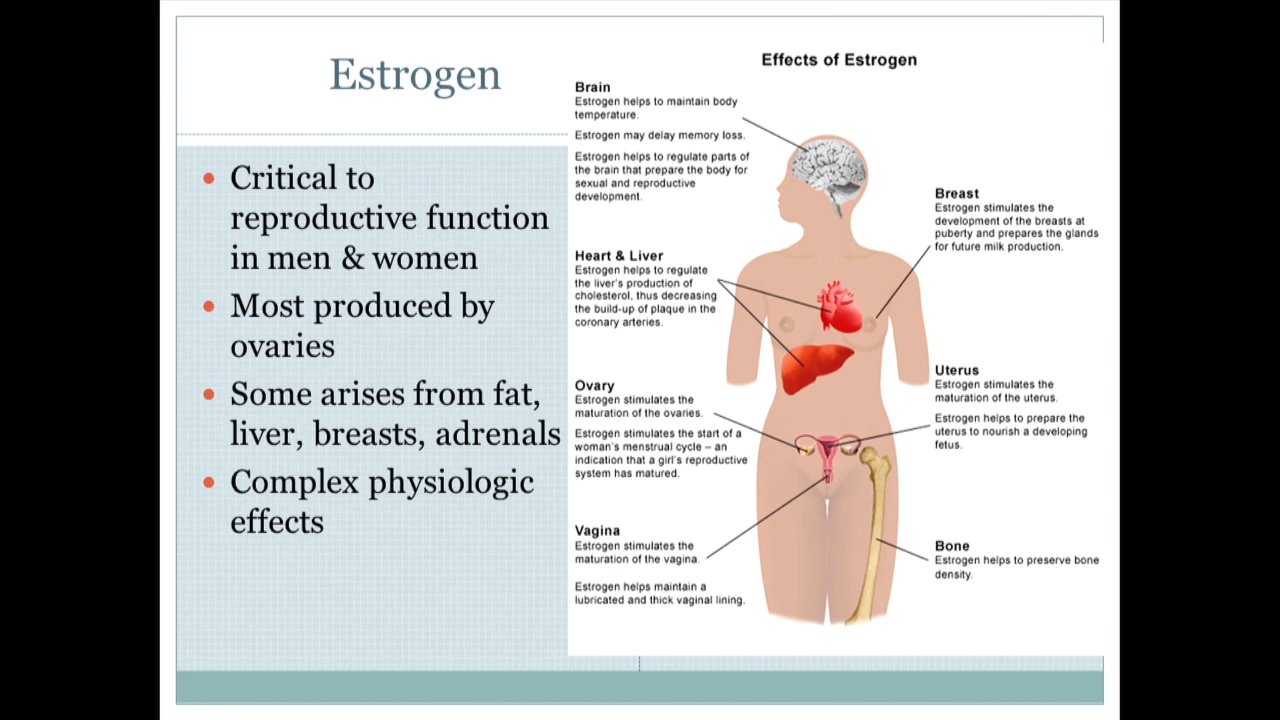 Estrogen
Critical to
reproductive function
in men & women
Most produced by
ovaries
Some arises from fat,
liver, breasts, adrenals
Complex physiologic
effects
Effects of Estrogen
Brain
Estrogen helps to maintain body
temperature.
Estrogen may delay memory loss.
Estrogen helps to regulate parts of
the brain that prepare the body for
sexual and reproductive
development.
Heart & Liver
Estrogen helps to regulate
the liver's production of
cholesterol, thus decreasing
the build-up of plaque in the
coronary arteries.
Ovary
Estrogen stimulates the
maturation of the ovaries.
Estrogen stimulates the start of a
woman's menstrual cycle – an
indication that a girl's reproductive
system has matured.
Vagina
Estrogen stimulates the
maturation of the vagina.
Estrogen helps maintain a
lubricated and thick vaginal lining.
Breast
Estrogen stimulates the
development of the breasts at
puberty and prepares the glands
for future milk production.
Uterus
Estrogen stimulates the
maturation of the uterus.
Estrogen helps to prepare the
uterus to nourish a developing
fetus.
Bone
Estrogen helps to preserve bone
density.